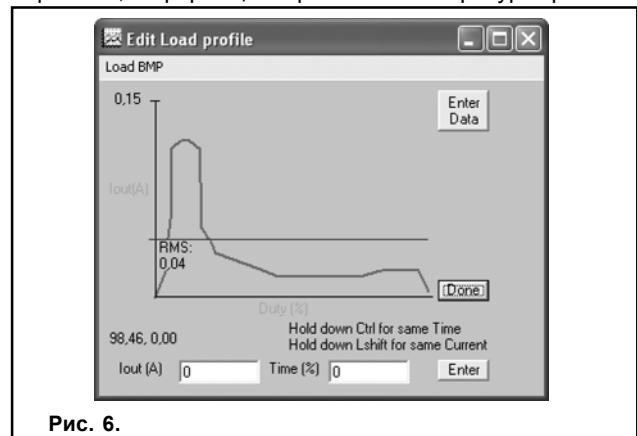 Edit Load profile
Load BMP
0,15
Enter
Data
Iout(A)
RMS:
0,04
Done
Duty (%)
98,46, 0,00
Hold down Ctrl for same Time
Hold down Lshift for same Current
Iout (A)
0
Time (%)
0
Enter
Рис. 6.